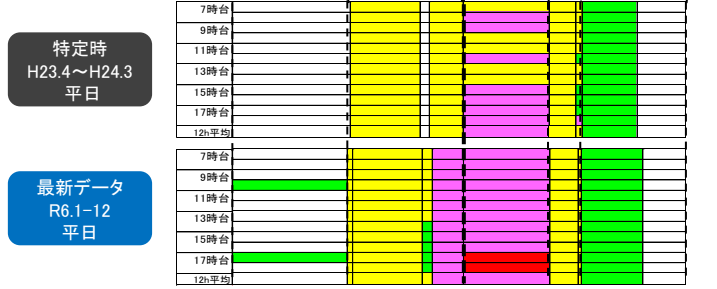 7時台
9時台
11時台
13時台
15時台
17時台
12h平均
特定時
H23.4～H24.3
平日
7時台
9時台
11時台
13時台
15時台
17時台
12h平均
最新データ
R6.1-12
平日